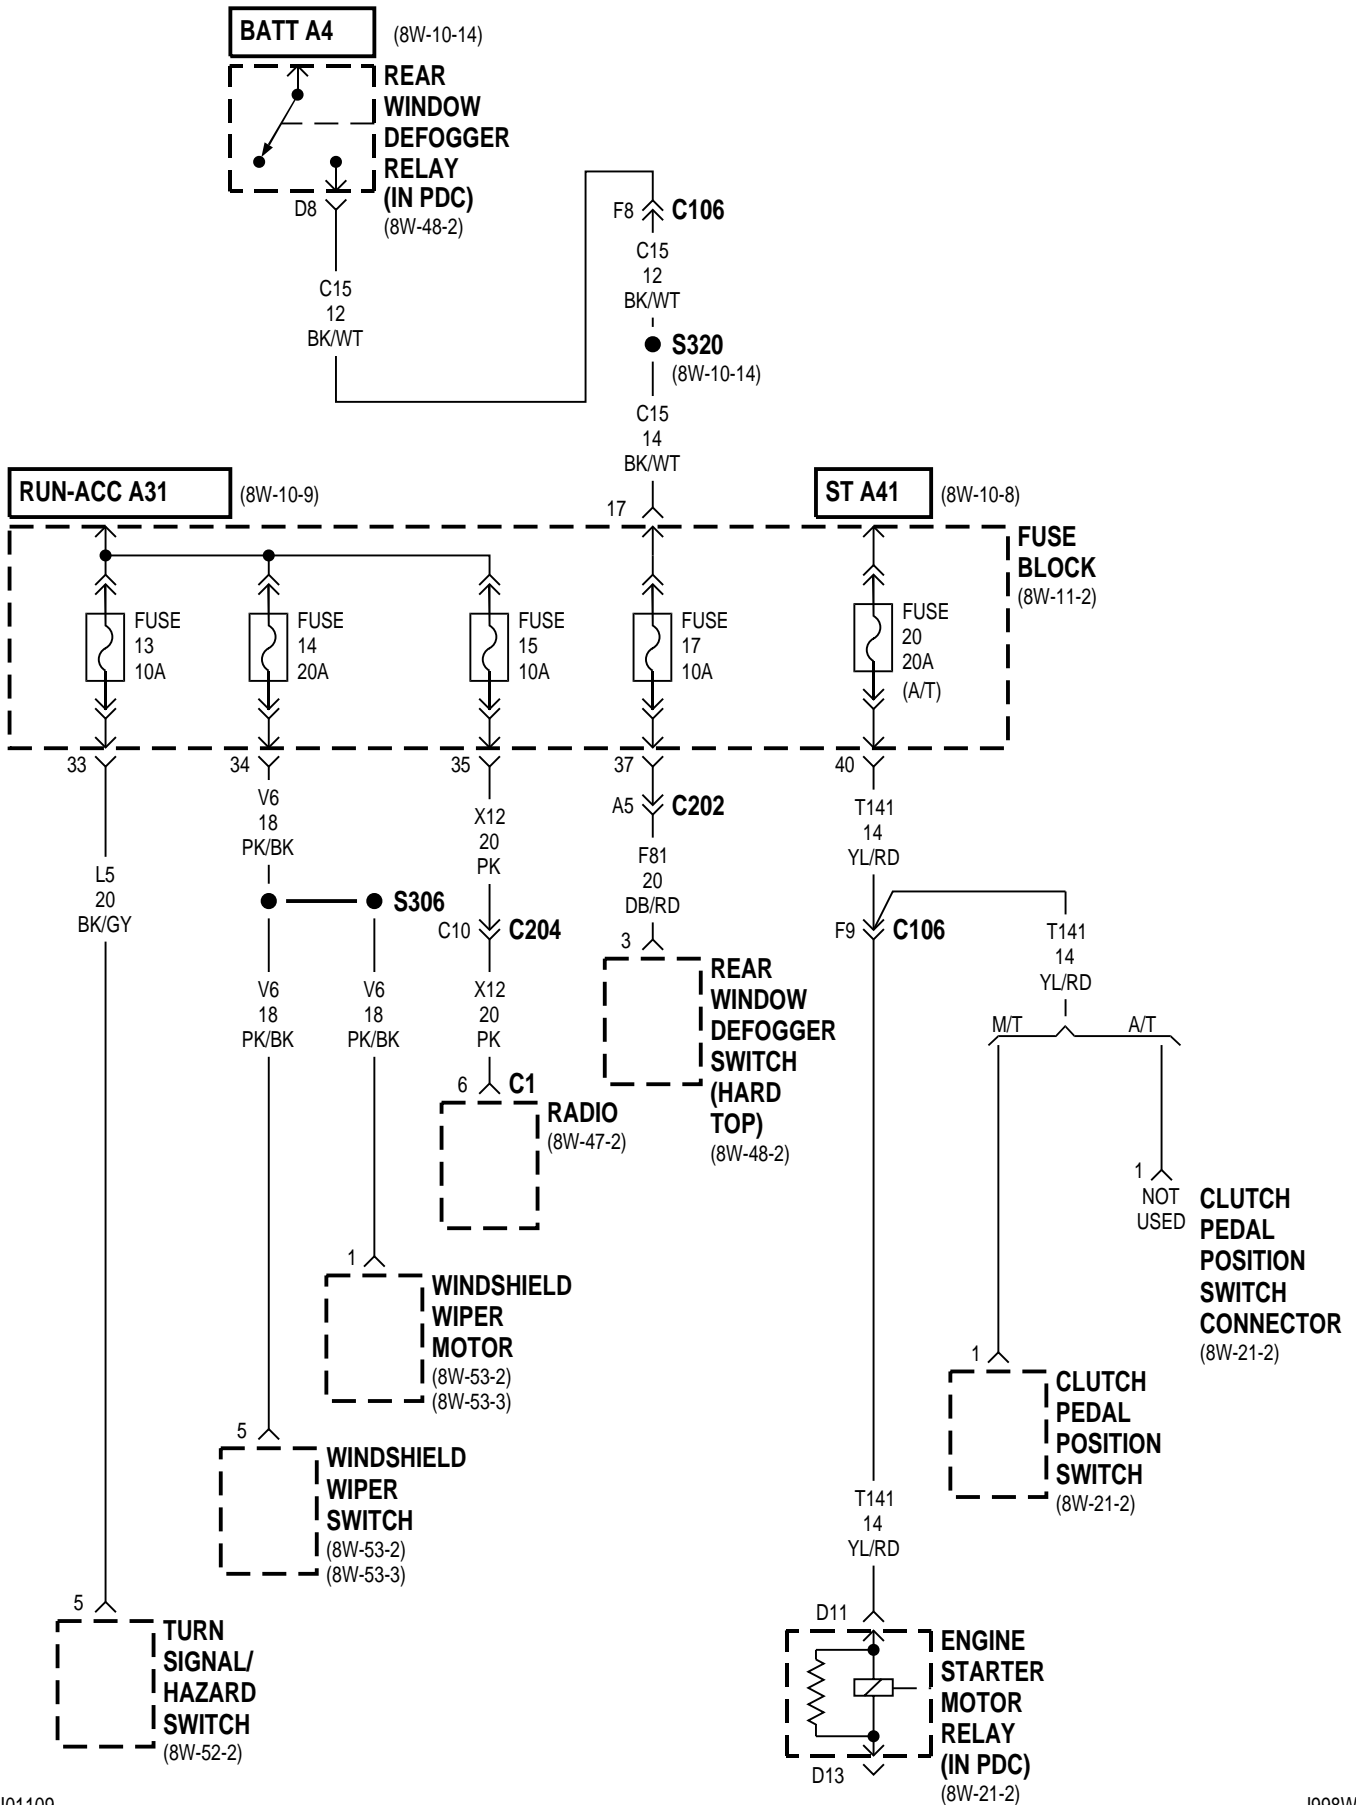 BATT A4
(8W-10-14)
REAR
WINDOW
DEFOGGER
RELAY
(IN PDC)
(8W-48-2)
D8
C15
12
BK/WT
F8
C106
C15
12
BK/WT
S320
(8W-10-14)
C15
14
BK/WT
17
RUN-ACC A31
(8W-10-9)
ST A41
(8W-10-8)
FUSE
BLOCK
(8W-11-2)
FUSE
13
10A
FUSE
14
20A
FUSE
15
10A
FUSE
17
10A
FUSE
20
20A
(A/T)
33
34
35
37
40
L5
20
BK/GY
V6
18
PK/BK
S306
V6
18
PK/BK
V6
18
PK/BK
X12
20
PK
C10
C204
X12
20
PK
6
C1
RADIO
(8W-47-2)
A5
C202
F81
20
DB/RD
3
REAR
WINDOW
DEFOGGER
SWITCH
(HARD
TOP)
(8W-48-2)
T141
14
YL/RD
F9
C106
T141
14
YL/RD
M/T
A/T
1
NOT
USED
CLUTCH
PEDAL
POSITION
SWITCH
CONNECTOR
(8W-21-2)
1
CLUTCH
PEDAL
POSITION
SWITCH
(8W-21-2)
1
WINDSHIELD
WIPER
MOTOR
(8W-53-2)
(8W-53-3)
5
WINDSHIELD
WIPER
SWITCH
(8W-53-2)
(8W-53-3)
5
TURN
SIGNAL/
HAZARD
SWITCH
(8W-52-2)
T141
14
YL/RD
D11
ENGINE
STARTER
MOTOR
RELAY
(IN PDC)
(8W-21-2)
D13